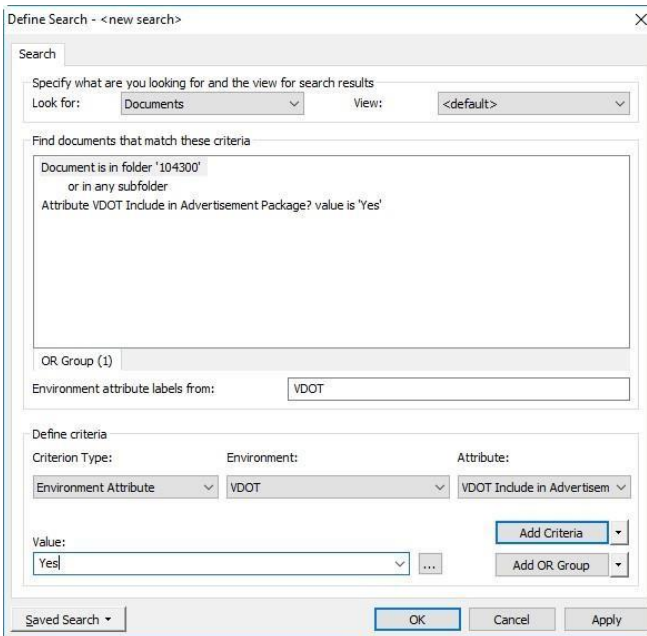 Define Search - <new search>
Search
Specify what are you looking for and the view for search results
Look for: Documents View: <default>
Find documents that match these criteria
Document is in folder '104300'
or in any subfolder
Attribute VDOT Include in Advertisement Package? value is 'Yes'
OR Group (1)
Environment attribute labels from: VDOT
Define criteria
Criterion Type: Environment: Attribute:
Environment Attribute VDOT VDOT Include in Advertisem
Add Criteria
Value:
Yes ... Add OR Group
Saved Search OK Cancel Apply